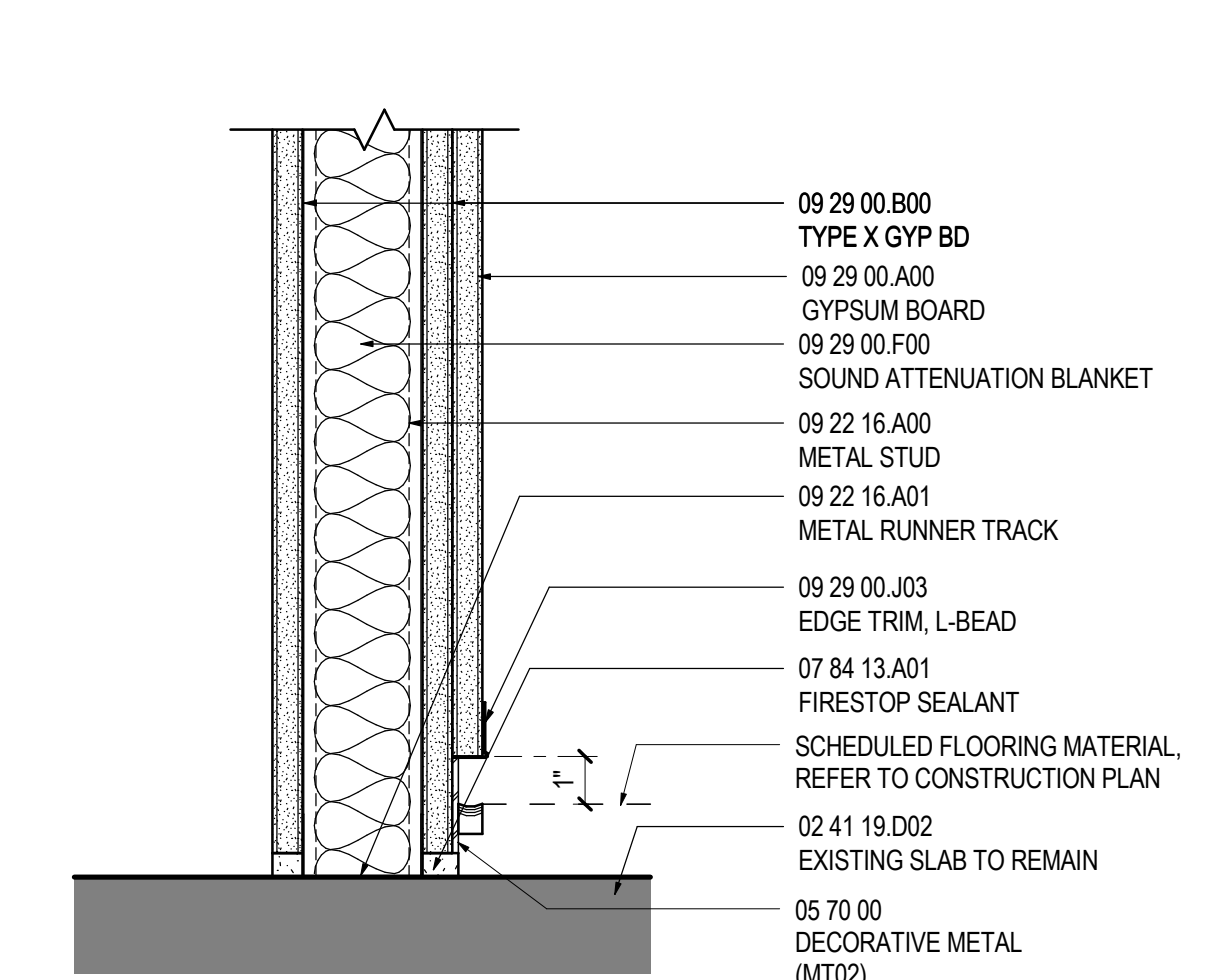 09 29 00.B00
TYPE X GYP BD
09 29 00.A00
GYPSUM BOARD
09 29 00.F00
SOUND ATTENUATION BLANKET
09 22 16.A00
METAL STUD
09 22 16.A01
METAL RUNNER TRACK
09 29 00.J03
EDGE TRIM, L-BEAD
07 84 13.A01
FIRESTOP SEALANT
SCHEDULED FLOORING MATERIAL,
REFER TO CONSTRUCTION PLAN
1"
02 41 19.D02
EXISTING SLAB TO REMAIN
05 70 00
DECORATIVE METAL
(MT02)